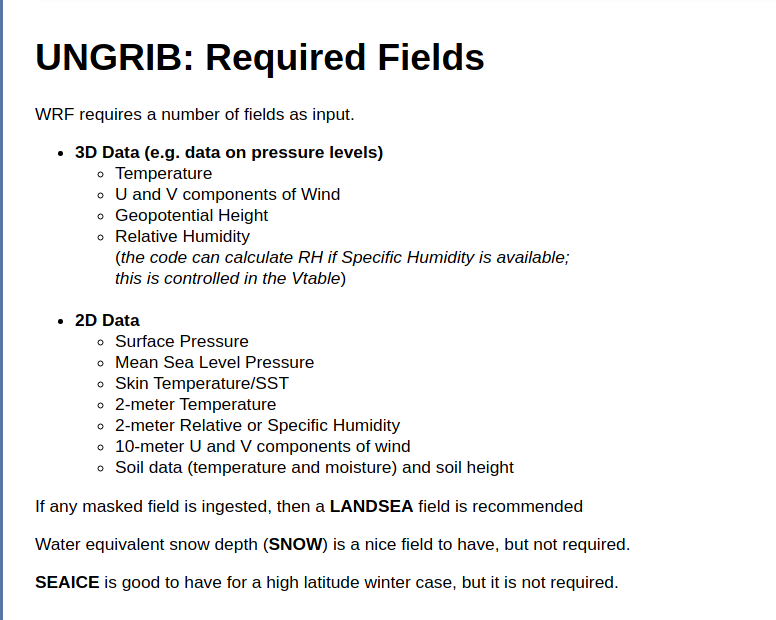 UNGRIB: Required Fields
WRF requires a number of fields as input.
• 3D Data (e.g. data on pressure levels)
◦ Temperature
◦ U and V components of Wind
◦ Geopotential Height
◦ Relative Humidity
(the code can calculate RH if Specific Humidity is available;
this is controlled in the Vtable)
• 2D Data
◦ Surface Pressure
◦ Mean Sea Level Pressure
◦ Skin Temperature/SST
◦ 2-meter Temperature
◦ 2-meter Relative or Specific Humidity
◦ 10-meter U and V components of wind
◦ Soil data (temperature and moisture) and soil height
If any masked field is ingested, then a LANDSEA field is recommended
Water equivalent snow depth (SNOW) is a nice field to have, but not required.
SEAICE is good to have for a high latitude winter case, but it is not required.